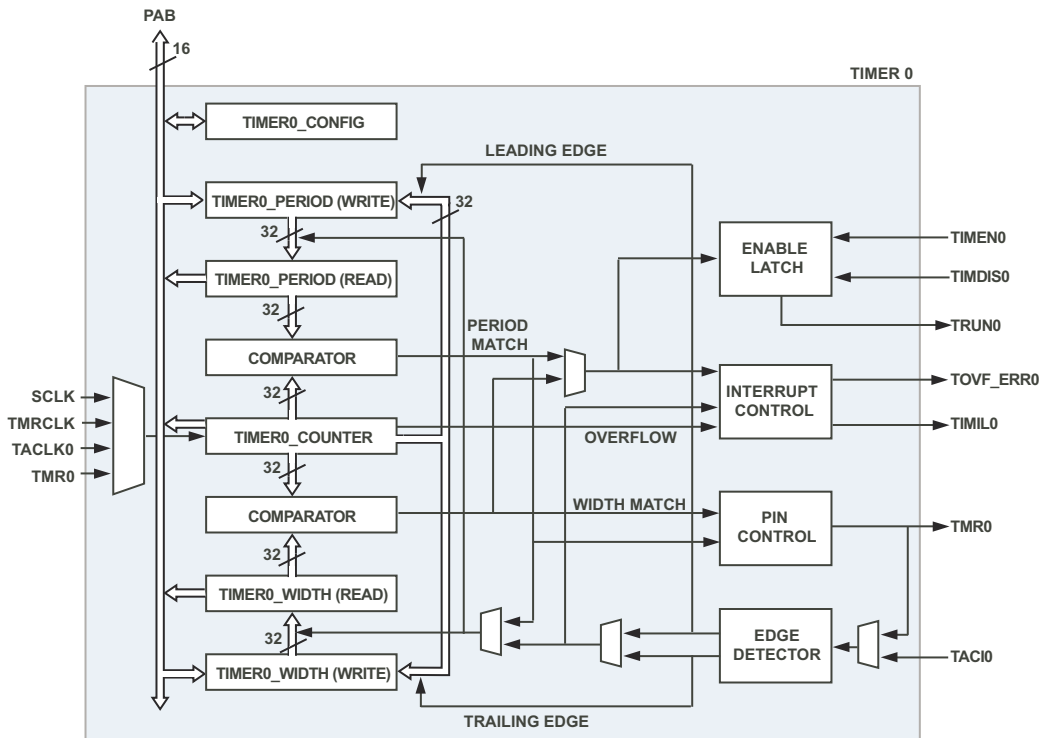 PAB
16
TIMER 0
TIMER0_CONFIG
LEADING EDGE
TIMER0_PERIOD (WRITE)
32
32
TIMER0_PERIOD (READ)
32
ENABLE
LATCH
TIMEN0
TIMDIS0
TRUN0
PERIOD
MATCH
COMPARATOR
32
SCLK
TMRCLK
TACLK0
TMR0
TIMER0_COUNTER
OVERFLOW
INTERRUPT
CONTROL
TOVF_ERR0
TIMIL0
32
COMPARATOR
WIDTH MATCH
PIN
CONTROL
TMR0
32
TIMER0_WIDTH (READ)
32
TIMER0_WIDTH (WRITE)
EDGE
DETECTOR
TACI0
TRAILING EDGE